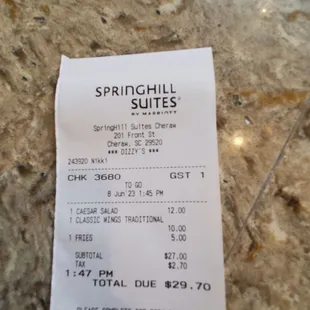 SPRINGHILL
SUITES
BY MARRIOTT
SpringHill Suites Cheraw
201 Front St
Cheraw, SC 29520
*** DIZZY'S ***
243920 Nikki
CHK 3680 GST 1
TO GO
8 Jun'23 1:45 PM
1 CAESAR SALAD 12.00
1 CLASSIC WINGS TRADITIONAL
10.00
1 FRIES 5.00
SUBTOTAL $27.00
TAX $2.70
1:47 PM
TOTAL DUE $29.70